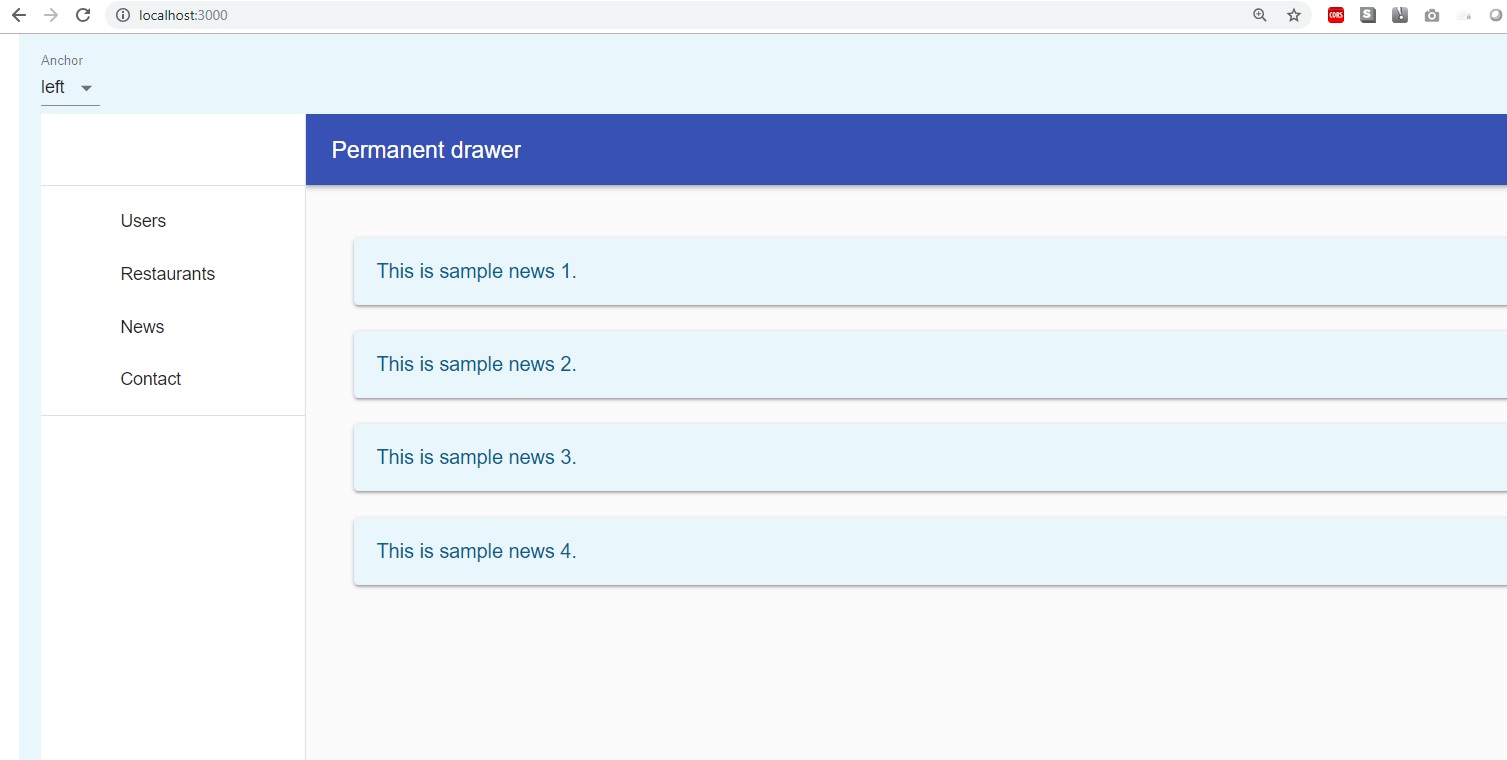 localhost:3000
CORS
S
Anchor
left
Permanent drawer
Users
Restaurants
News
Contact
This is sample news 1.
This is sample news 2.
This is sample news 3.
This is sample news 4.